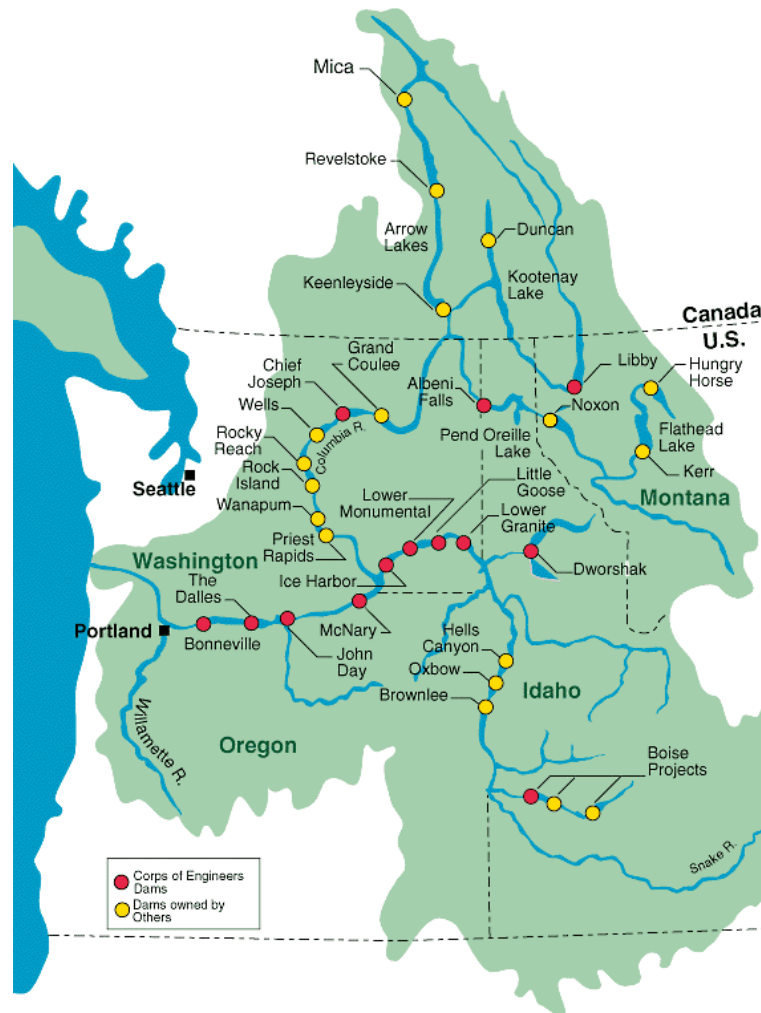 Mica
Revelstoke
Arrow
Lakes
Duncan
Keenleyside
Kootenay
Lake
Canada
U.S.
Grand
Coulee
Chief
Joseph
Albeni
Falls
Libby
Hungry
Horse
Wells
Noxon
Columbia R.
Rocky
Reach
Pend Oreille
Lake
Flathead
Lake
Rock
Island
Kerr
Seattle
Little
Goose
Montana
Wanapum
Lower
Monumental
Lower
Granite
Priest
Rapids
Washington
Ice Harbor
Dworshak
The
Dalles
Portland
Bonneville
McNary
John
Day
Hells
Canyon
Oxbow
Brownlee
Idaho
Willamette R.
Oregon
Boise
Projects
Snake R.
Corps of Engineers
Dams
Dams owned by
Others